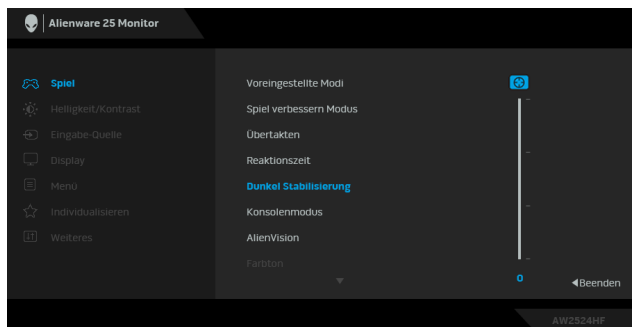 Alienware 25 Monitor
Spiel
Helligkeit/Kontrast
Eingabe-Quelle
Display
Menü
Individualisieren
Weiteres
Voreingestellte Modi
Spiel verbessern Modus
Übertakten
Reaktionszeit
Dunkel Stabilisierung
Konsolenmodus
AlienVision
Farbton
0
Beenden
AW2524HF